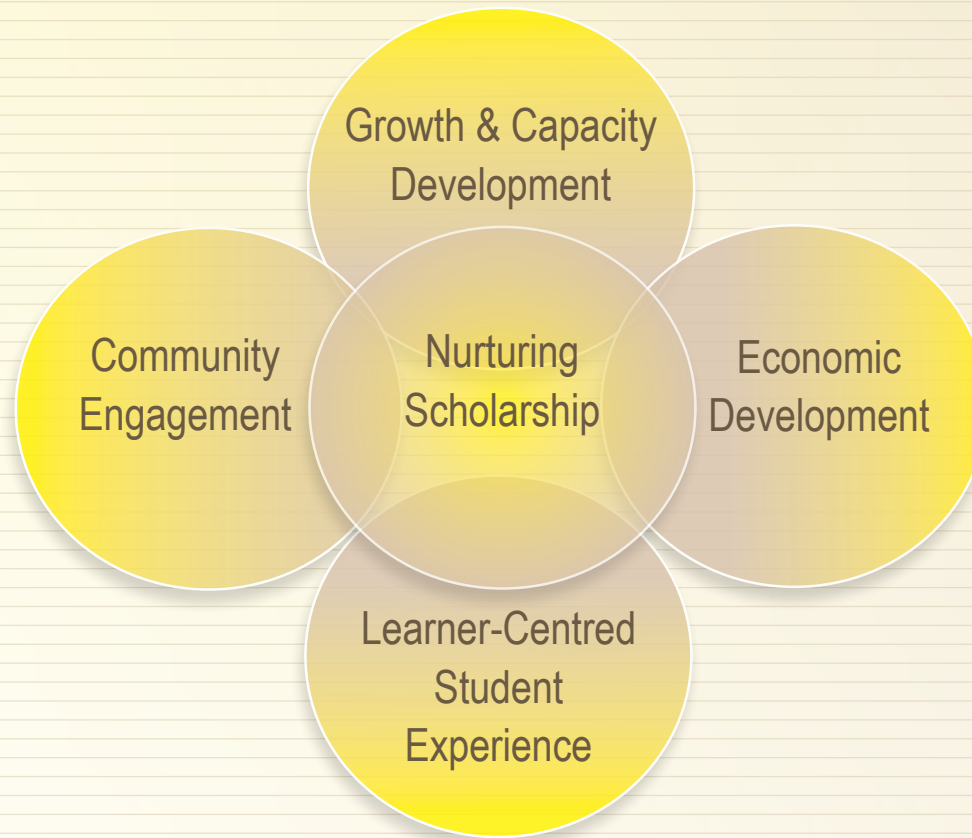 Growth & Capacity
Development
Community
Engagement
Nurturing
Scholarship
Economic
Development
Learner-Centred
Student
Experience